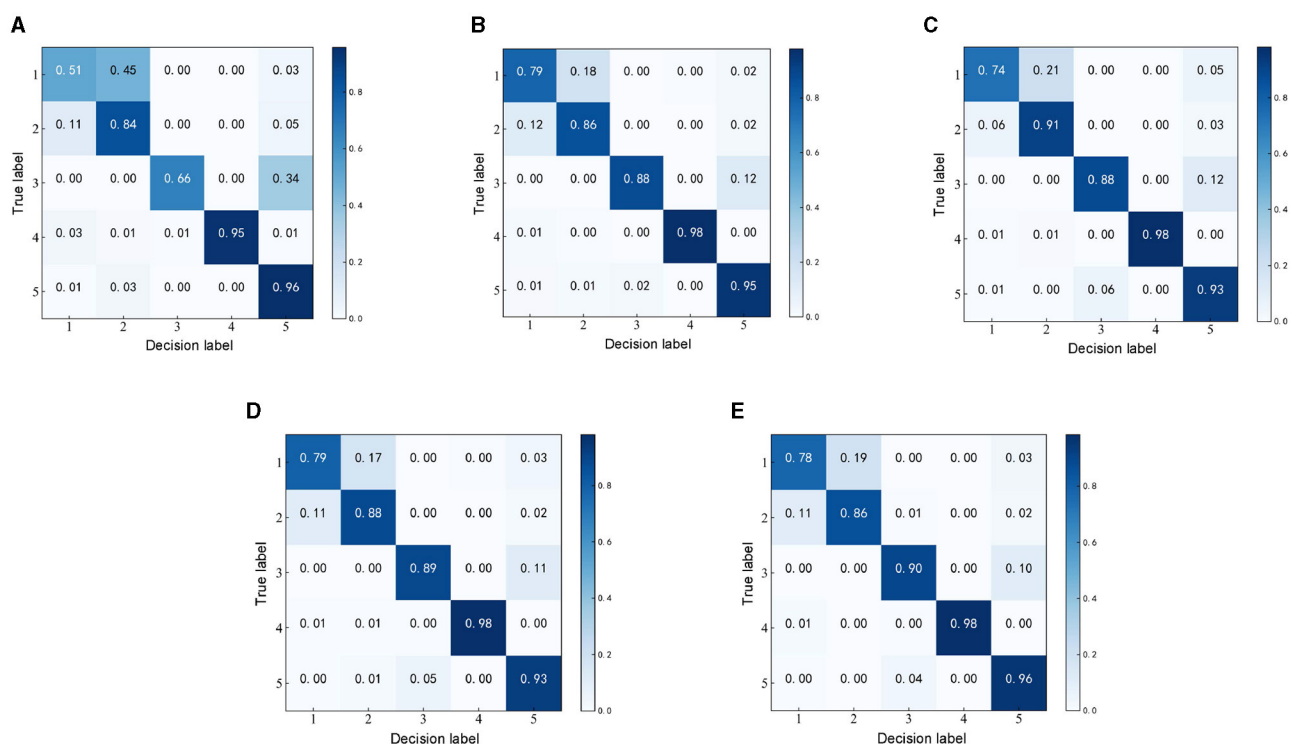 A
1 0.51 0.45 0.00 0.00 0.03
2 0.11 0.84 0.00 0.00 0.05
3 0.00 0.00 0.66 0.00 0.34
4 0.03 0.01 0.01 0.95 0.01
5 0.01 0.03 0.00 0.00 0.96
1 2 3 4 5
Decision label
True label
0.8
0.6
0.4
0.2
0.0
B
1 0.79 0.18 0.00 0.00 0.02
2 0.12 0.86 0.00 0.00 0.02
3 0.00 0.00 0.88 0.00 0.12
4 0.01 0.00 0.00 0.98 0.00
5 0.01 0.01 0.02 0.00 0.95
1 2 3 4 5
Decision label
True label
0.8
0.6
0.4
0.2
0.0
C
1 0.74 0.21 0.00 0.00 0.05
2 0.06 0.91 0.00 0.00 0.03
3 0.00 0.00 0.88 0.00 0.12
4 0.01 0.01 0.00 0.98 0.00
5 0.01 0.00 0.06 0.00 0.93
1 2 3 4 5
Decision label
True label
0.8
0.6
0.4
0.2
0.0
D
1 0.79 0.17 0.00 0.00 0.03
2 0.11 0.88 0.00 0.00 0.02
3 0.00 0.00 0.89 0.00 0.11
4 0.01 0.01 0.00 0.98 0.00
5 0.00 0.01 0.05 0.00 0.93
1 2 3 4 5
Decision label
True label
0.8
0.6
0.4
0.2
0.0
E
1 0.78 0.19 0.00 0.00 0.03
2 0.11 0.86 0.01 0.00 0.02
3 0.00 0.00 0.90 0.00 0.10
4 0.01 0.00 0.00 0.98 0.00
5 0.00 0.00 0.04 0.00 0.96
1 2 3 4 5
Decision label
True label
0.8
0.6
0.4
0.2
0.0